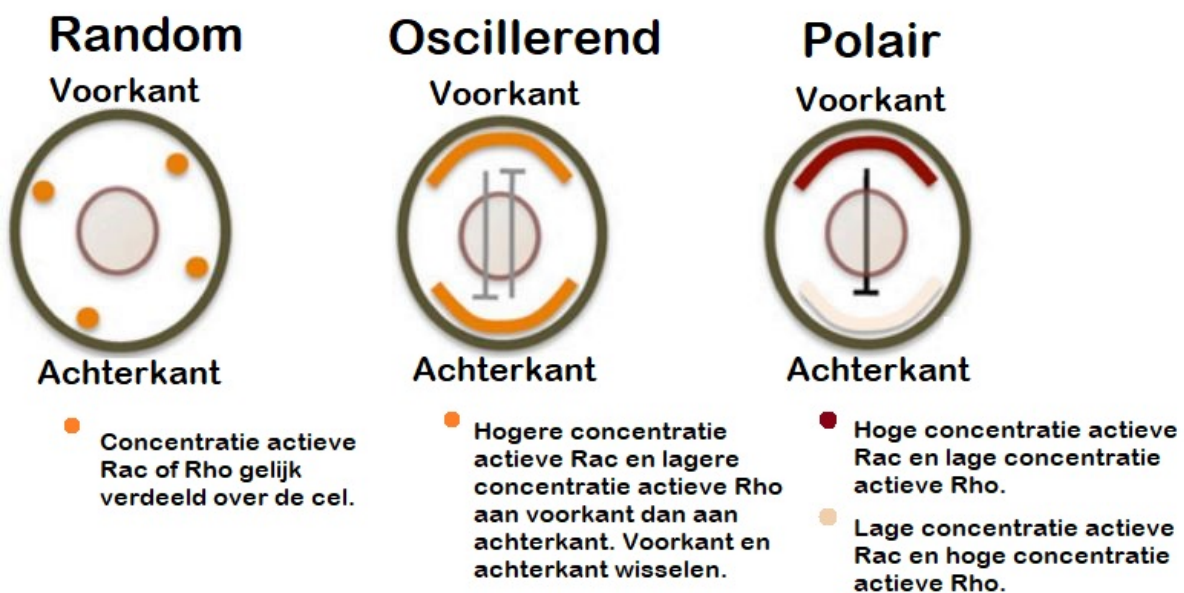 Random
Voorkant
Achterkant
Concentratie actieve
Rac of Rho gelijk
verdeeld over de cel.
Oscillerend
Voorkant
Achterkant
Hogere concentratie
actieve Rac en lagere
concentratie actieve Rho
aan voorkant dan aan
achterkant. Voorkant en
achterkant wisselen.
Polair
Voorkant
Achterkant
Hoge concentratie actieve
Rac en lage concentratie
actieve Rho.
Lage concentratie actieve
Rac en hoge concentratie
actieve Rho.